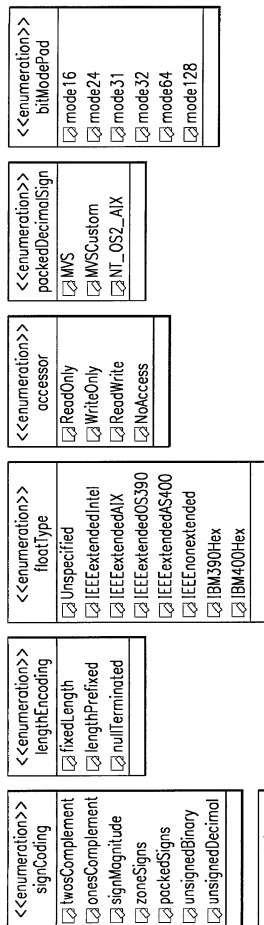 <<enumeration>>
signCoding
twosComplement
onesComplement
signMagnitude
zoneSigns
packedSigns
unsignedBinary
unsignedDecimal
<<enumeration>>
lengthEncoding
fixedLength
lengthPrefixed
nullTerminated
<<enumeration>>
floatType
Unspecified
IEEEextendedIntel
IEEEextendedAIX
IEEEextendedOS390
IEEEextendedAS400
IEEEnonextended
IBM390Hex
IBM400Hex
<<enumeration>>
accessor
ReadOnly
WriteOnly
ReadWrite
NoAccess
<<enumeration>>
packedDecimalSign
MVS
MVSCustom
NT_OS2_AIX
<<enumeration>>
bitModePad
mode16
mode24
mode31
mode32
mode64
mode128